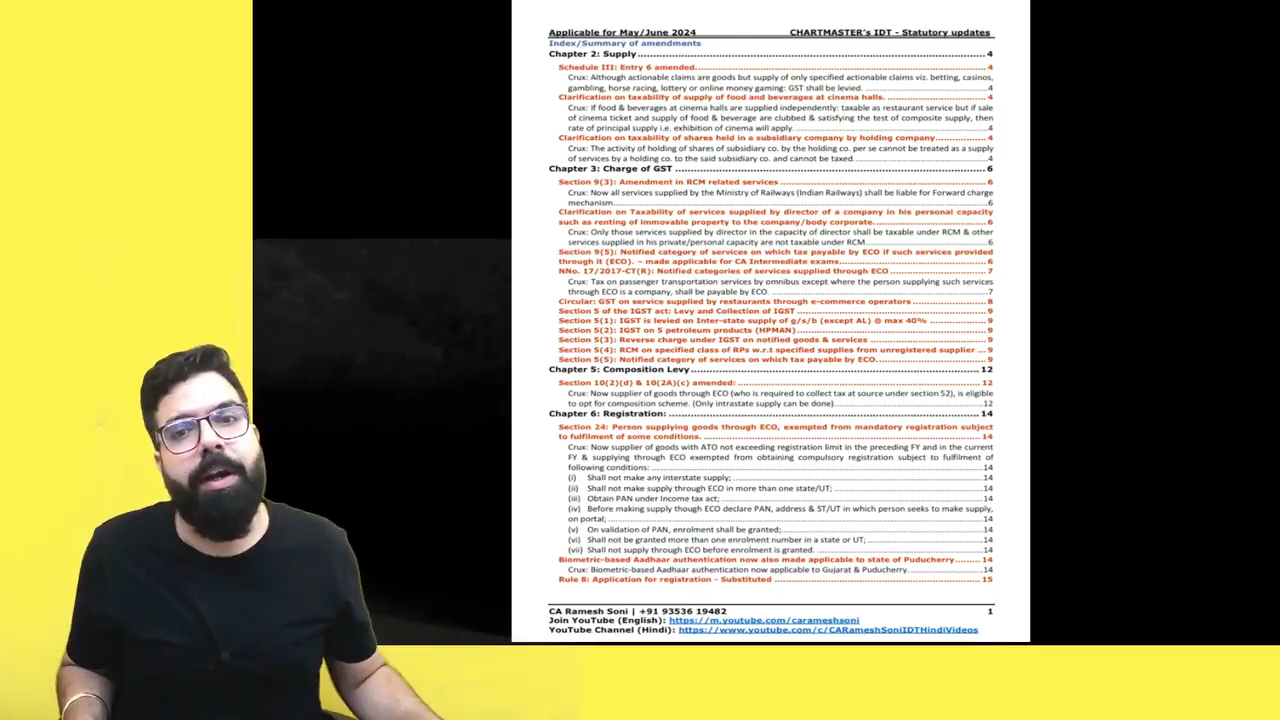 Applicable for May/June 2024 CHARTMASTER's IDT - Statutory updates
Index/Summary of amendments
Chapter 2: Supply 4
Schedule III: Entry 6 amended. 4
Crux: Although actionable claims are goods but supply of only specified actionable claims viz. betting, casinos,
gambling, horse racing, lottery or online money gaming: GST shall be levied. 4
Clarification on taxability of supply of food and beverages at cinema halls. 4
Crux: If food & beverages at cinema halls are supplied independently: taxable as restaurant service but if sale
of cinema ticket and supply of food & beverage are clubbed & satisfying the test of composite supply, then
rate of principal supply i.e. exhibition of cinema will apply. 4
Clarification on taxability of shares held in a subsidiary company by holding company 4
Crux: The activity of holding of shares of subsidiary co. by the holding co. per se cannot be treated as a supply
of services by a holding co. to the said subsidiary co. and cannot be taxed. 4
Chapter 3: Charge of GST 6
Section 9(3): Amendment in RCM related services 6
Crux: Now all services supplied by the Ministry of Railways (Indian Railways) shall be liable for Forward charge
mechanism. 6
Clarification on Taxability of services supplied by director of a company in his personal capacity
such as renting of immovable property to the company/body corporate. 6
Crux: Only those services supplied by director in the capacity of director shall be taxable under RCM & other
services supplied in his private/personal capacity are not taxable under RCM. 6
Section 9(5): Notified category of services on which tax payable by ECO if such services provided
through it (ECO). – made applicable for CA Intermediate exams 6
NNo. 17/2017-CT(R): Notified categories of services supplied through ECO 7
Crux: Tax on passenger transportation services by omnibus except where the person supplying such services
through ECO is a company, shall be payable by ECO. 7
Circular: GST on service supplied by restaurants through e-commerce operators 8
Section 5 of the IGST act: Levy and Collection of IGST 9
Section 5(1): IGST is levied on Inter-state supply of g/s/b (except AL) @ max 40% 9
Section 5(2): IGST on 5 petroleum products (HPMAN) 9
Section 5(3): Reverse charge under IGST on notified goods & services 9
Section 5(4): RCM on specified class of RPs w.r.t specified supplies from unregistered supplier 9
Section 5(5): Notified category of services on which tax payable by ECO. 9
Chapter 5: Composition Levy 12
Section 10(2)(d) & 10(2A)(c) amended: 12
Crux: Now supplier of goods through ECO (who is required to collect tax at source under section 52), is eligible
to opt for composition scheme. (Only intrastate supply can be done) 12
Chapter 6: Registration: 14
Section 24: Person supplying goods through ECO, exempted from mandatory registration subject
to fulfilment of some conditions. 14
Crux: Now supplier of goods with ATO not exceeding registration limit in the preceding FY and in the current
FY & supplying through ECO exempted from obtaining compulsory registration subject to fulfilment of
following conditions: 14
(i) Shall not make any interstate supply; 14
(ii) Shall not make supply through ECO in more than one state/UT; 14
(iii) Obtain PAN under Income tax act; 14
(iv) Before making supply though ECO declare PAN, address & ST/UT in which person seeks to make supply,
on portal; 14
(v) On validation of PAN, enrolment shall be granted; 14
(vi) Shall not be granted more than one enrolment number in a state or UT; 14
(vii) Shall not supply through ECO before enrolment is granted. 14
Biometric-based Aadhaar authentication now also made applicable to state of Puducherry 14
Crux: Biometric-based Aadhaar authentication now applicable to Gujarat & Puducherry. 14
Rule 8: Application for registration - Substituted 15
CA Ramesh Soni | +91 93536 19482 1
Join YouTube (English): https://m.youtube.com/carameshsoni
YouTube Channel (Hindi): https://www.youtube.com/c/CARameshSoniIDTHindiVideos